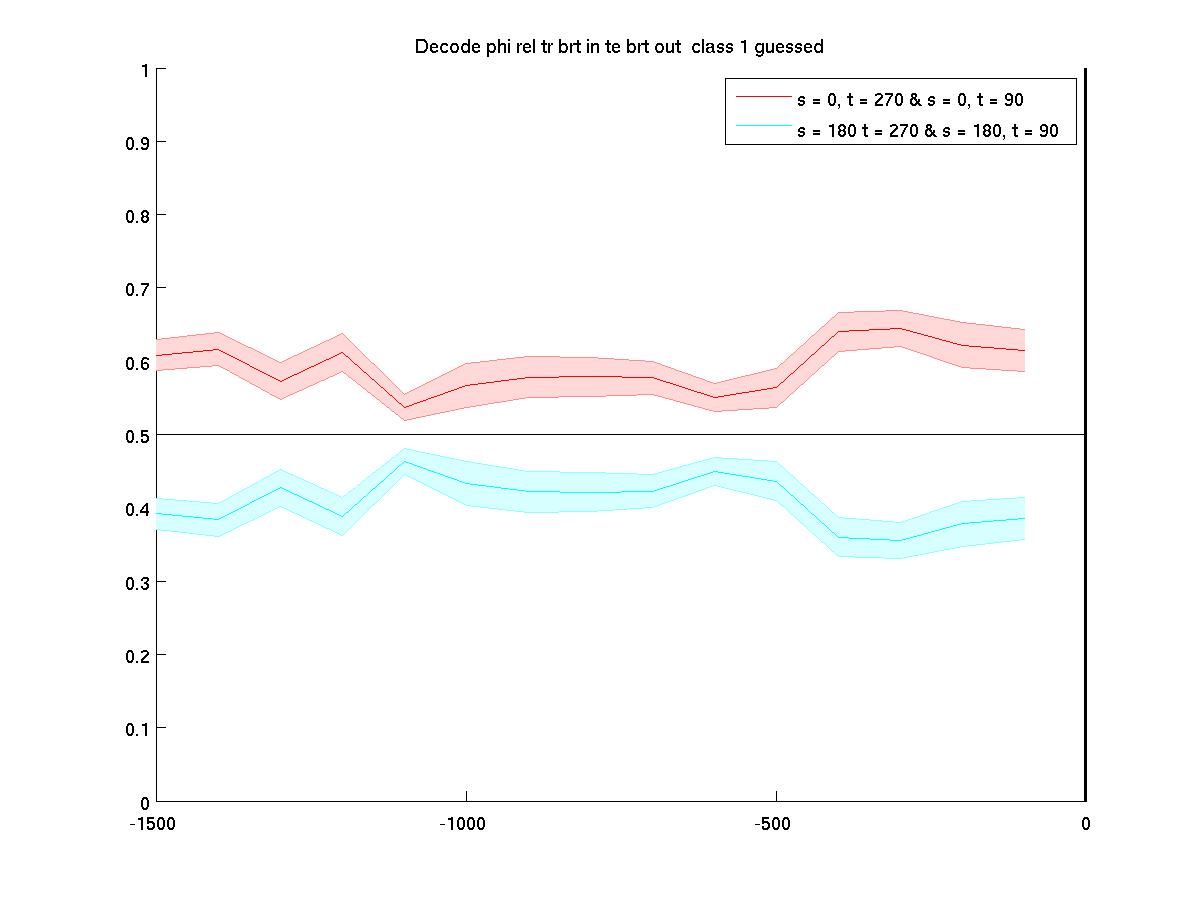 Decode phi rel tr brt in te brt out  class 1 guessed
1
s = 0, t = 270 & s = 0, t = 90
s = 180 t = 270 & s = 180, t = 90
0.9
0.8
0.7
0.6
0.5
0.4
0.3
0.2
0.1
0
-1500 -1000 -500 0